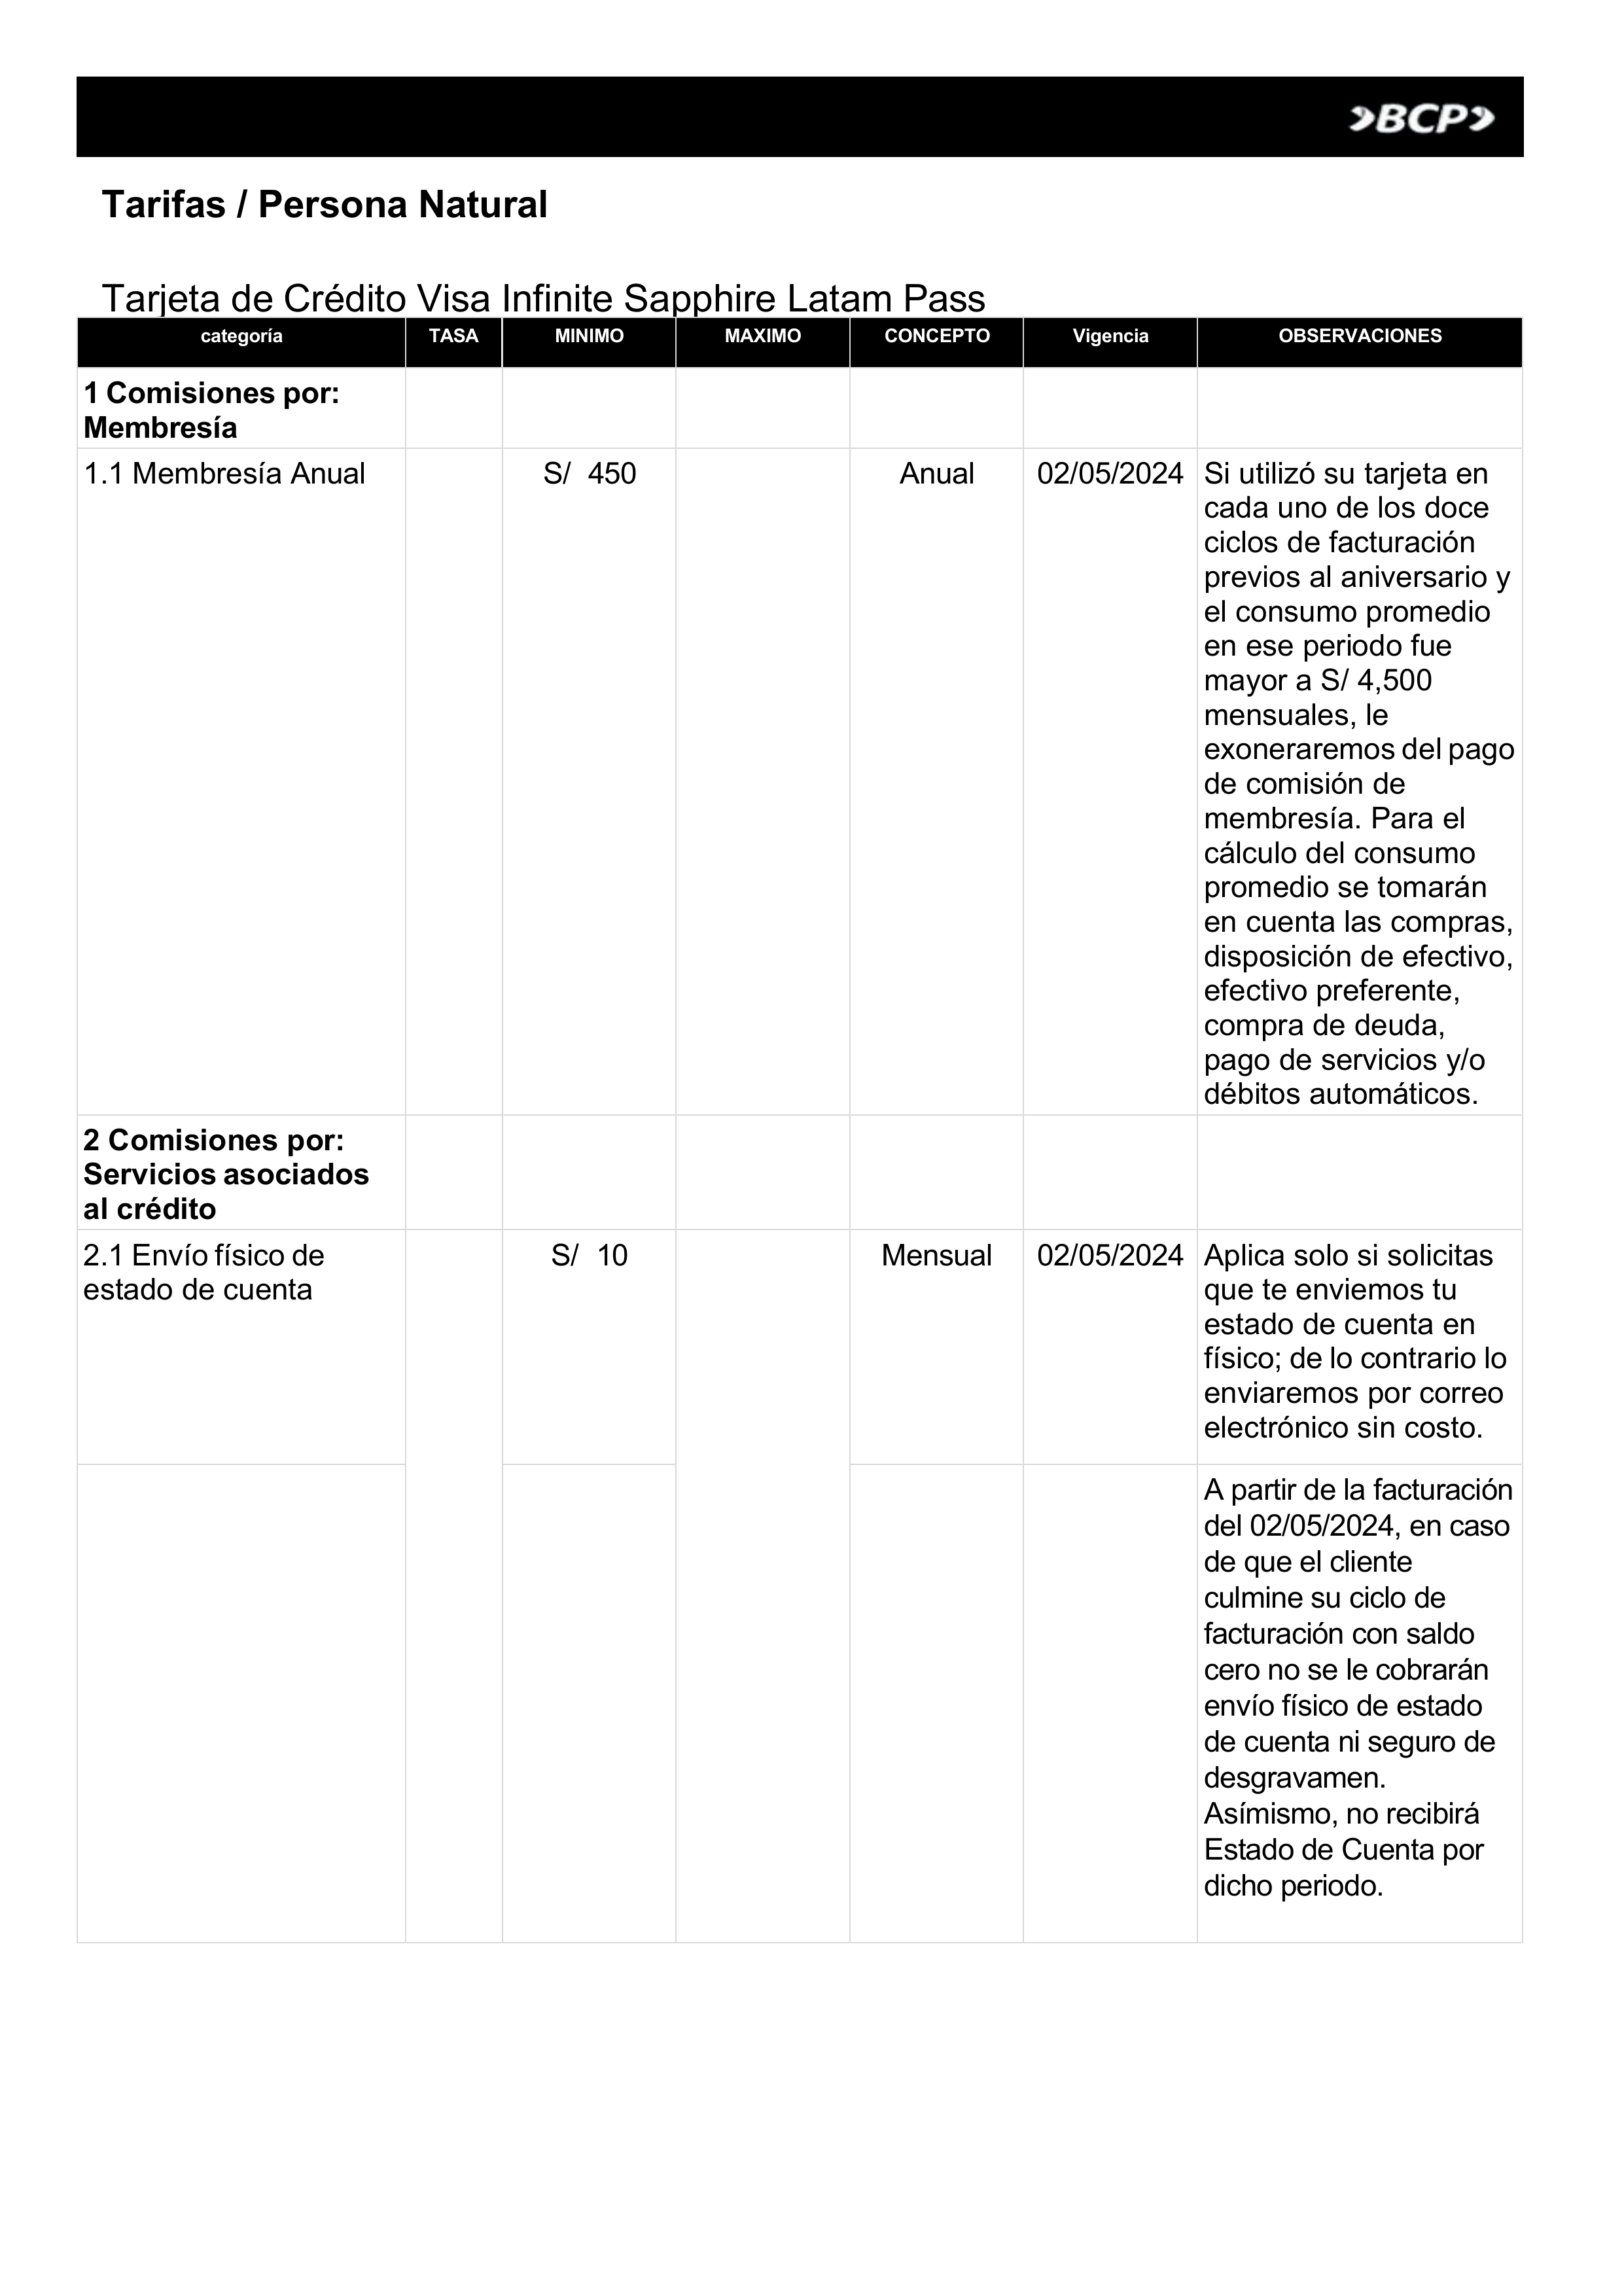 BCP
Tarifas / Persona Natural
Tarjeta de Crédito Visa Infinite Sapphire Latam Pass
categoría TASA MINIMO MAXIMO CONCEPTO Vigencia OBSERVACIONES
1 Comisiones por:
Membresía
1.1 Membresía Anual S/ 450 Anual 02/05/2024 Si utilizó su tarjeta en
cada uno de los doce
ciclos de facturación
previos al aniversario y
el consumo promedio
en ese periodo fue
mayor a S/ 4,500
mensuales, le
exoneraremos del pago
de comisión de
membresía. Para el
cálculo del consumo
promedio se tomarán
en cuenta las compras,
disposición de efectivo,
efectivo preferente,
compra de deuda,
pago de servicios y/o
débitos automáticos.
2 Comisiones por:
Servicios asociados
al crédito
2.1 Envío físico de S/ 10 Mensual 02/05/2024 Aplica solo si solicitas
estado de cuenta que te enviemos tu
estado de cuenta en
físico; de lo contrario lo
enviaremos por correo
electrónico sin costo.
A partir de la facturación
del 02/05/2024, en caso
de que el cliente
culmine su ciclo de
facturación con saldo
cero no se le cobrarán
envío físico de estado
de cuenta ni seguro de
desgravamen.
Asímismo, no recibirá
Estado de Cuenta por
dicho periodo.